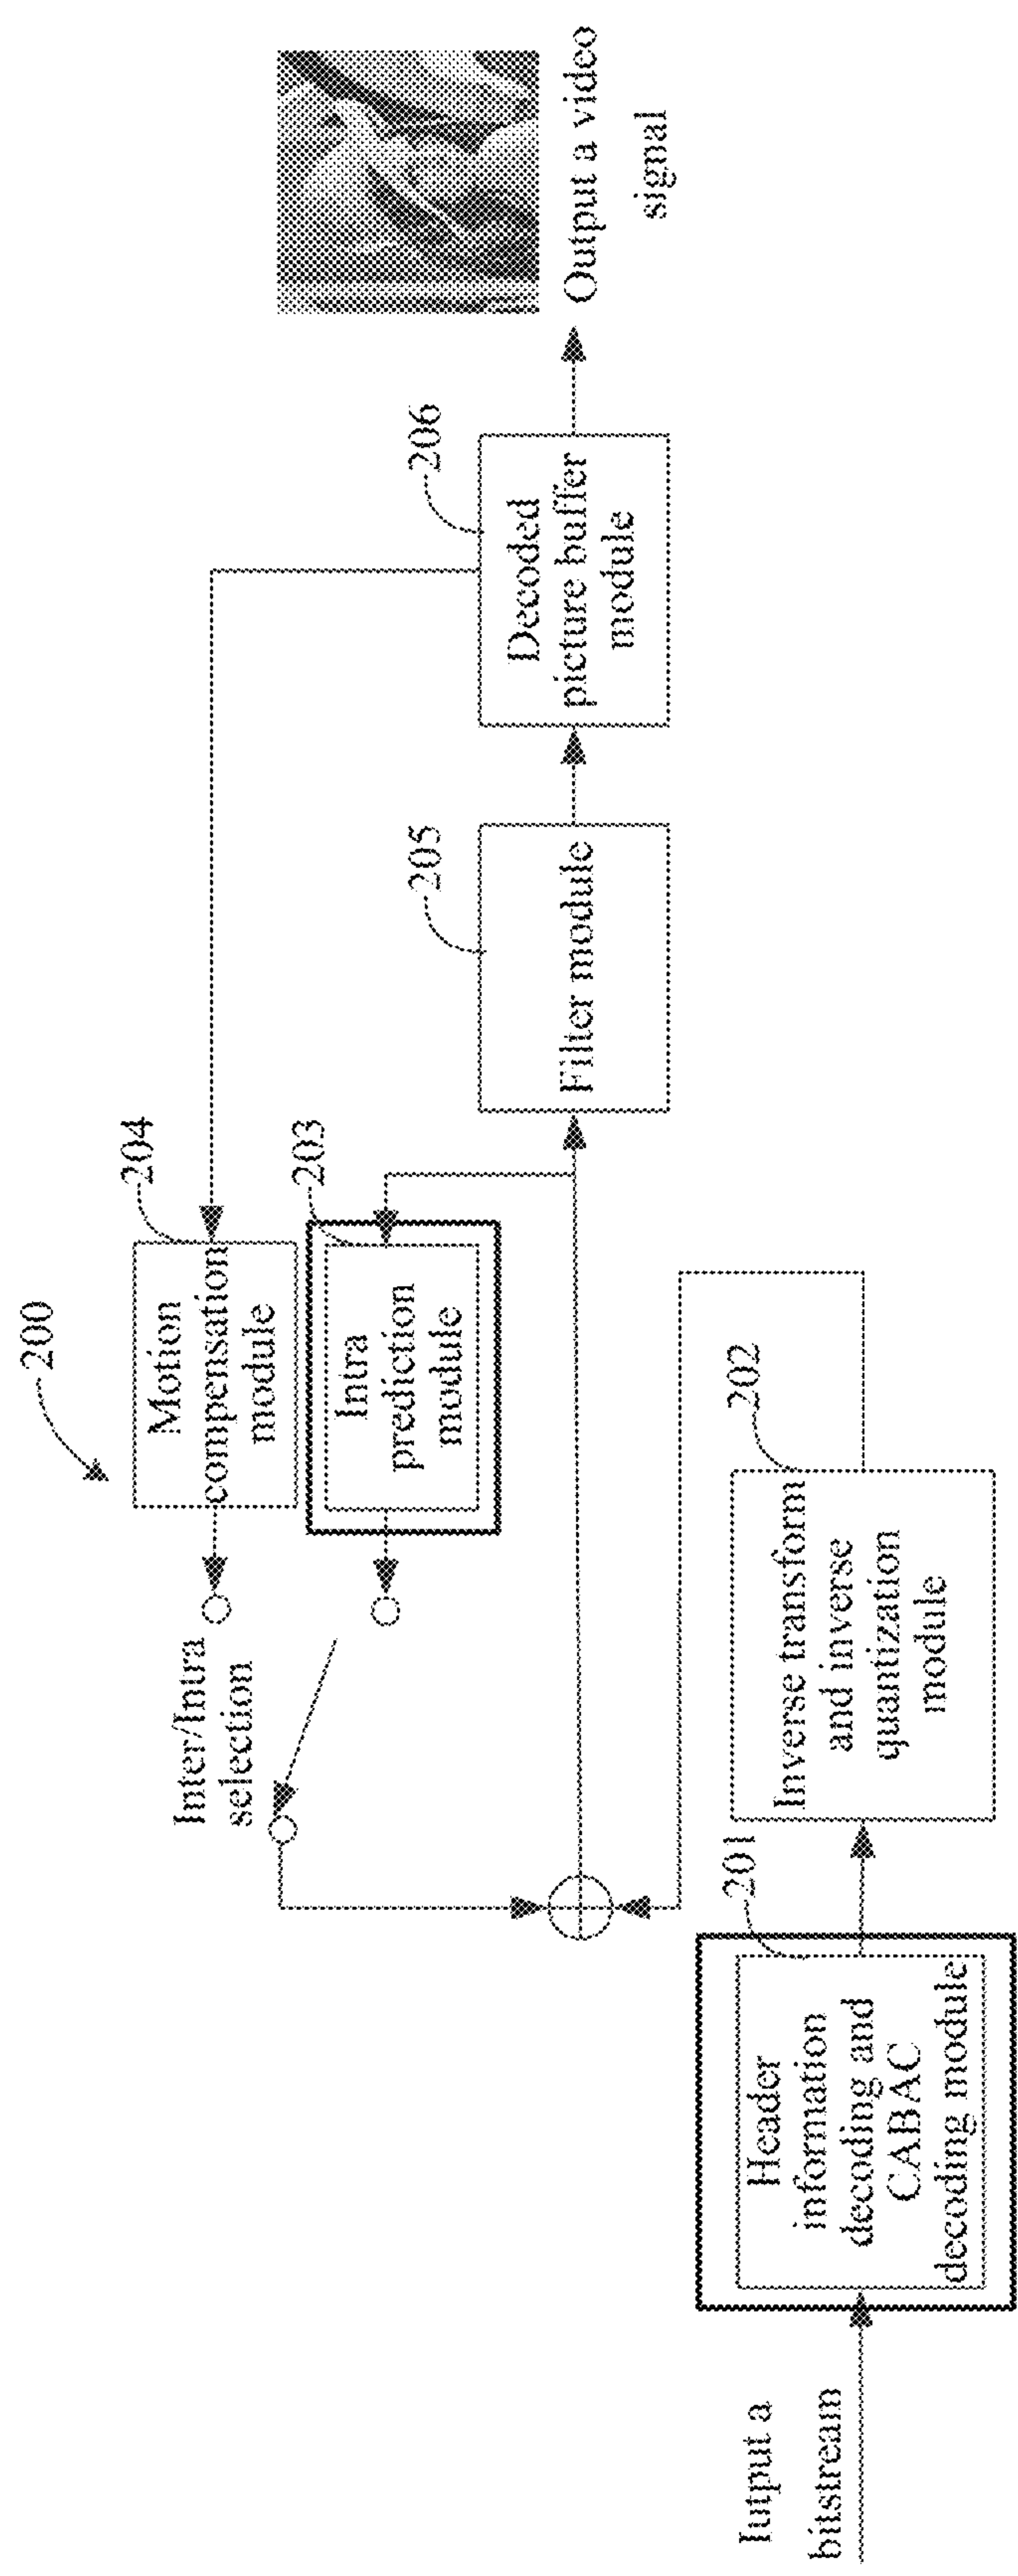 200
204
Motion
compensation
module
Inter/Intra
selection
203
Intra
prediction
module
205
Filter module
206
Decoded
picture buffer
module
Output a video
signal
202
Inverse transform
and inverse
quantization
module
201
Header
information
decoding and
CABAC
decoding module
Iutput a
bitstream